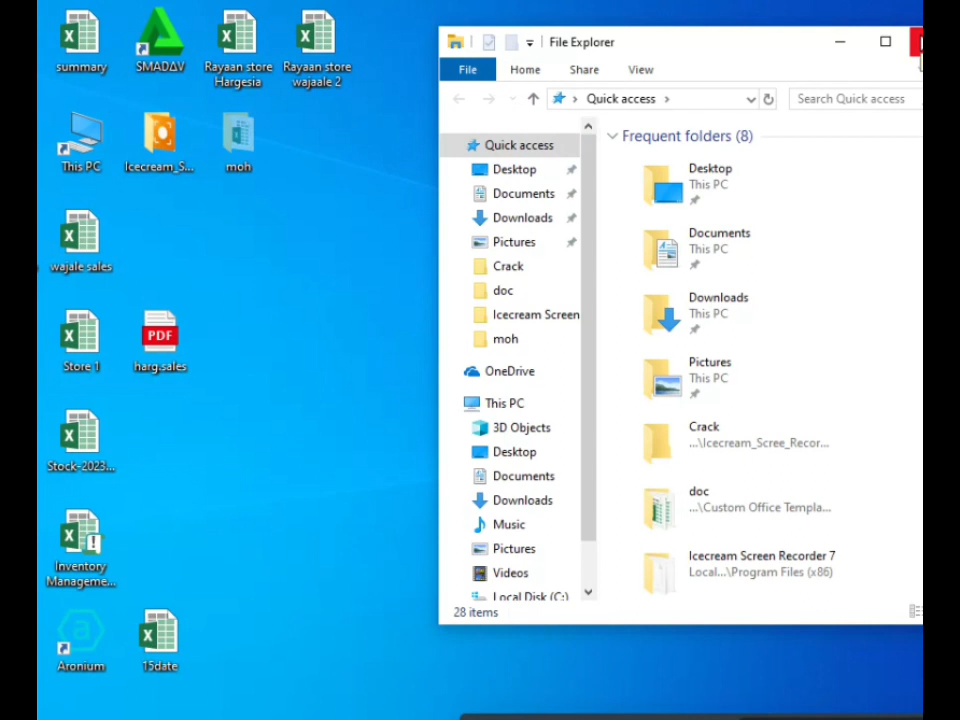 summary
SMADAV
Rayaan store
Hargesia
Rayaan store
wajaale 2
This PC
Icecream_S...
moh
wajale sales
Store 1
PDF
harg.sales
Stock-2023...
Inventory
Manageme...
Aronium
15date
File Explorer
File
Home
Share
View
Quick access
Search Quick access
Quick access
Desktop
Documents
Downloads
Pictures
Crack
doc
Icecream Screen
moh
OneDrive
This PC
3D Objects
Desktop
Documents
Downloads
Music
Pictures
Videos
Local Disk (C:)
Frequent folders (8)
Desktop
This PC
Documents
This PC
Downloads
This PC
Pictures
This PC
Crack
...\Icecream_Scree_Recor...
doc
...\Custom Office Templa...
Icecream Screen Recorder 7
Local...\Program Files (x86)
28 items